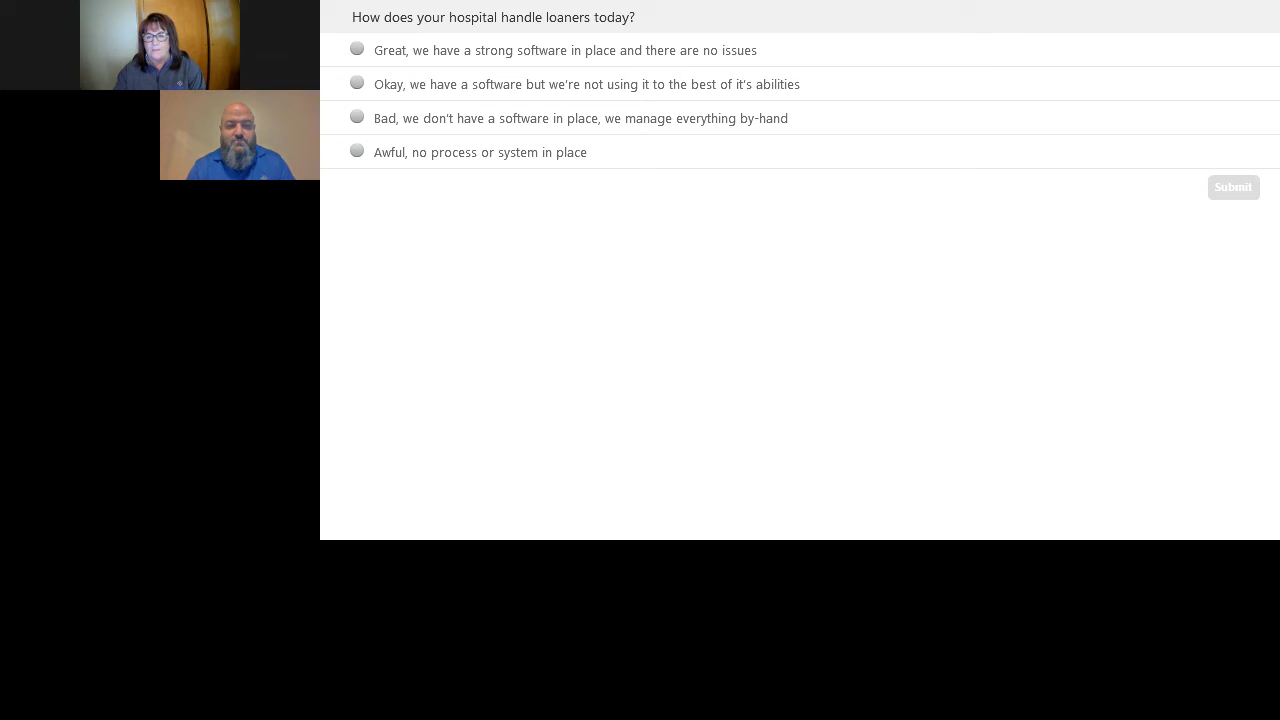 How does your hospital handle loaners today?
Great, we have a strong software in place and there are no issues
Okay, we have a software but we're not using it to the best of it's abilities
Bad, we don't have a software in place, we manage everything by-hand
Awful, no process or system in place
Submit